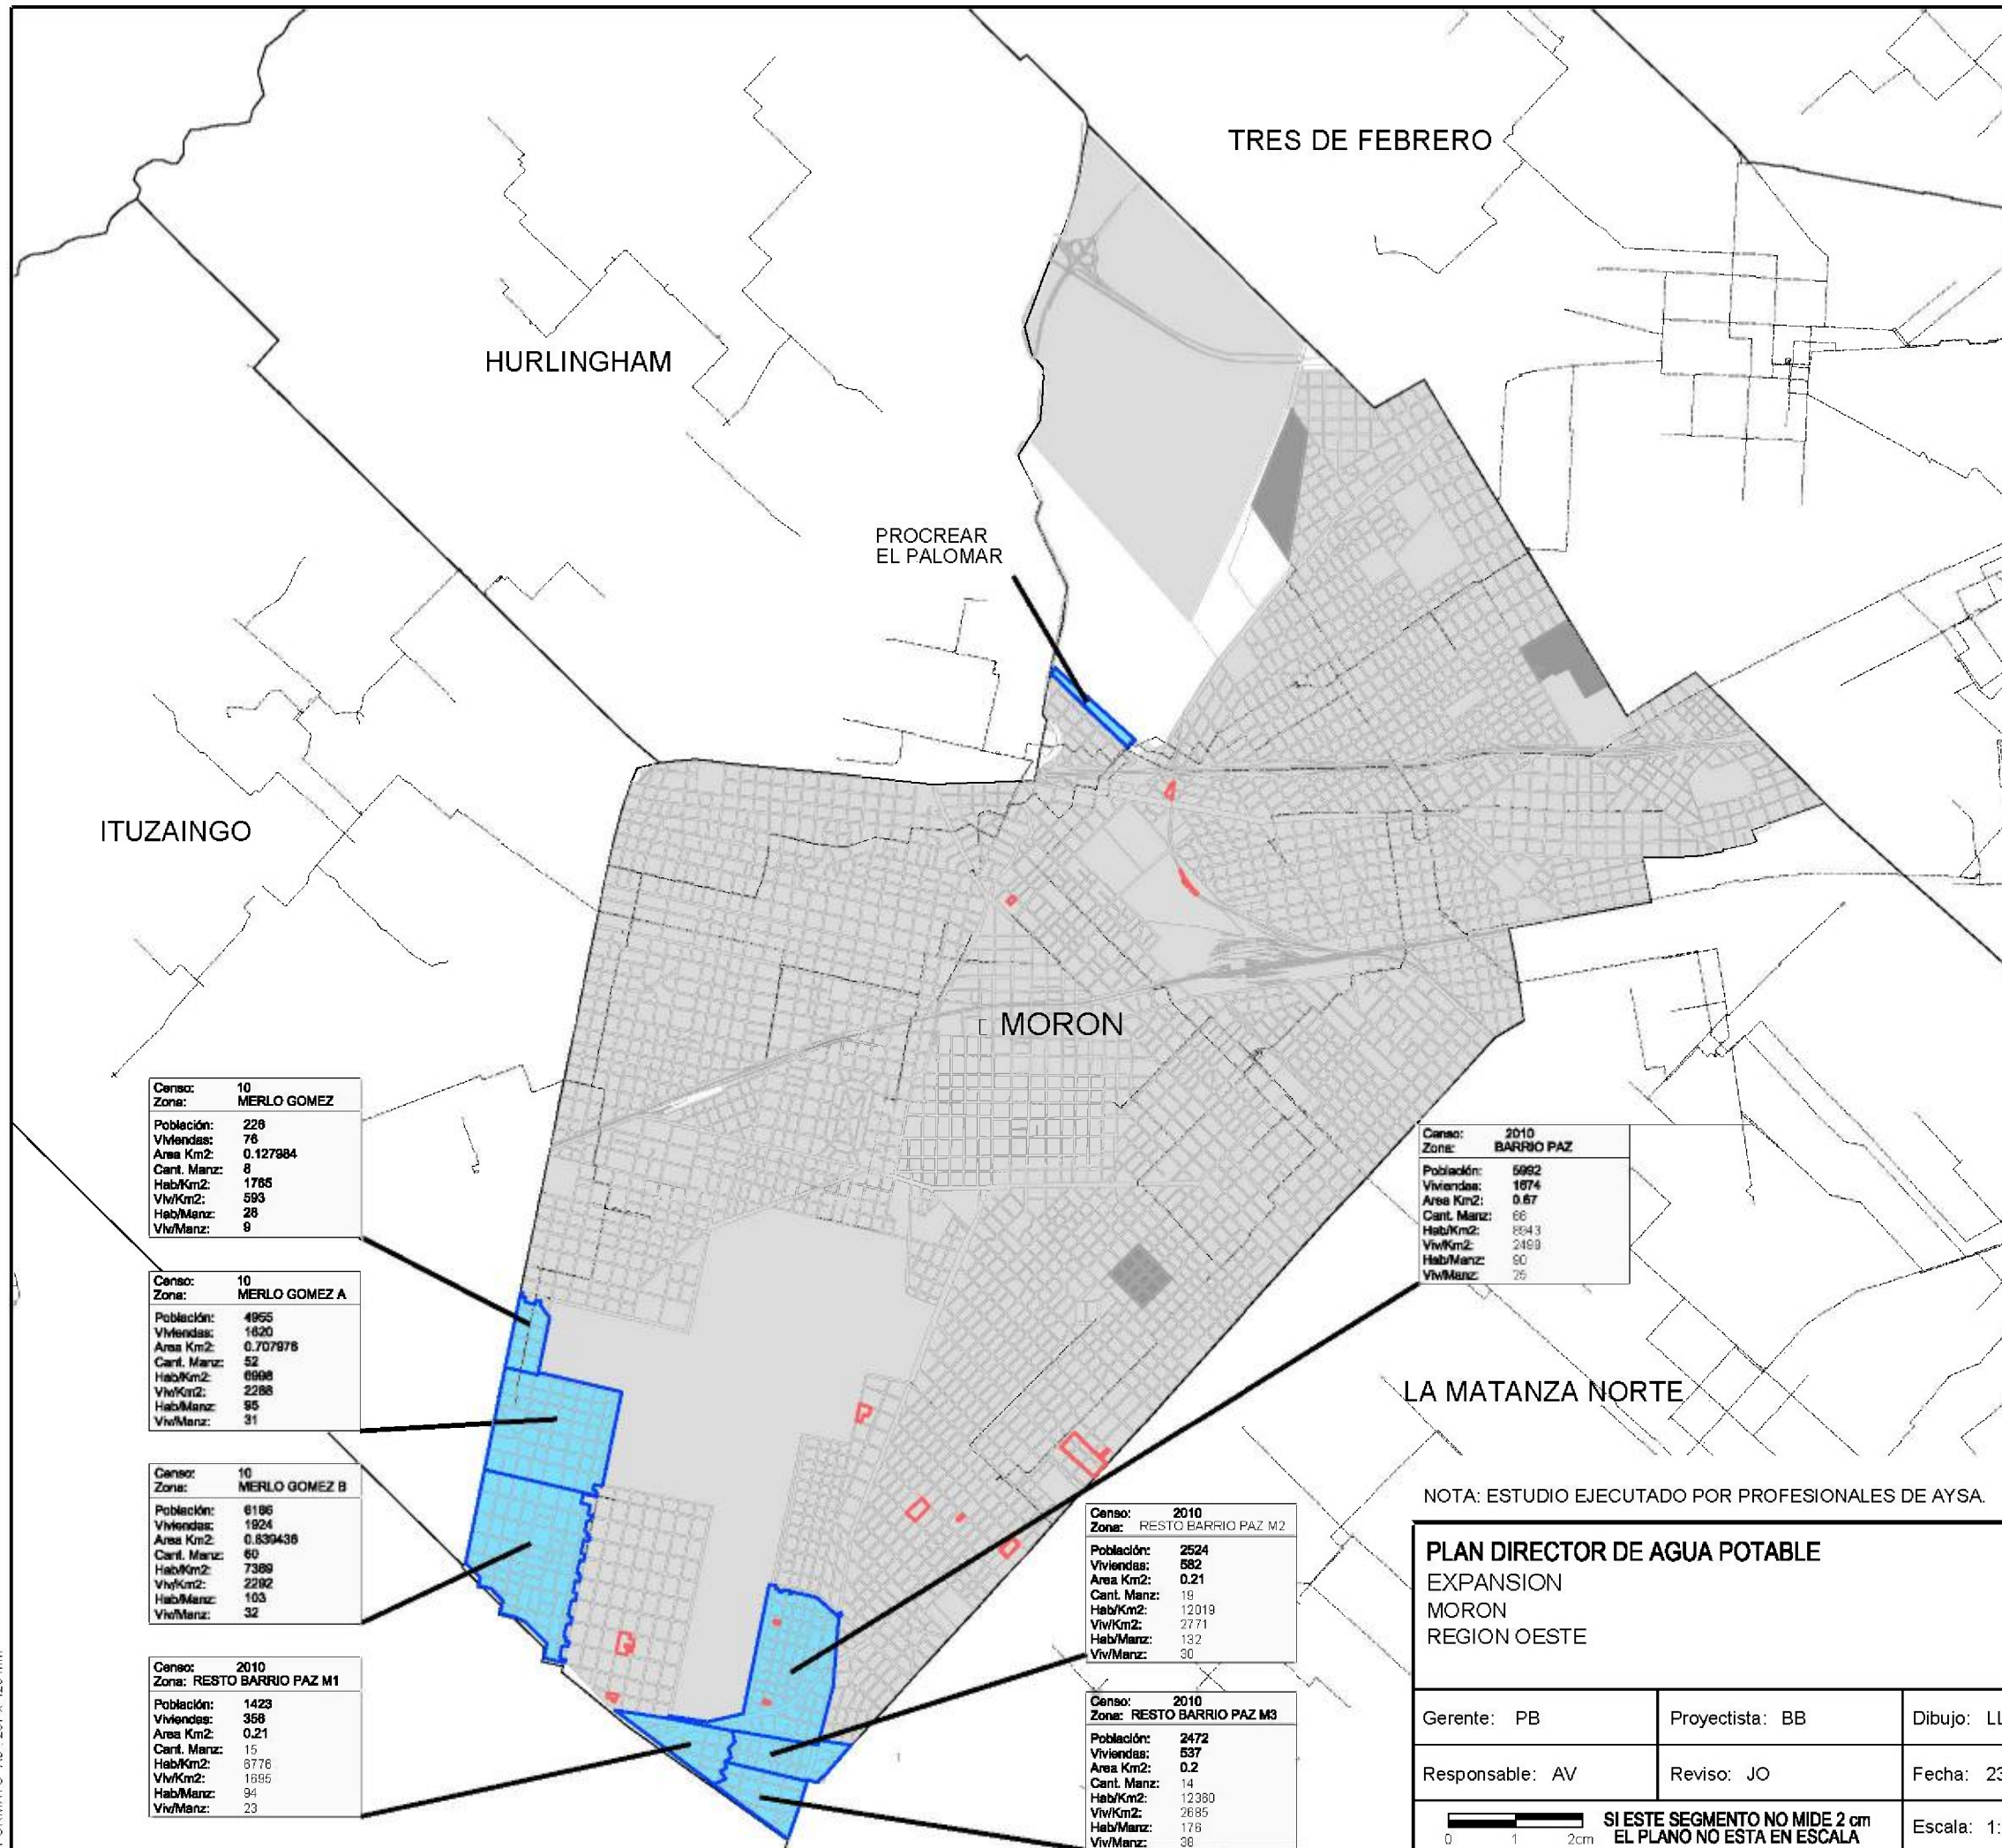 TRES DE FEBRERO
HURLINGHAM
PROCREAR
EL PALOMAR
ITUZAINGO
MORON
Censo: 10
Zona: MERLO GOMEZ
Población: 226
Viviendas: 76
Area Km2: 0.127984
Cant. Manz: 8
Hab/Km2: 1765
Viv/Km2: 593
Hab/Manz: 28
Viv/Manz: 9
Censo: 10
Zona: MERLO GOMEZ A
Población: 4955
Viviendas: 1620
Area Km2: 0.707976
Cant. Manz: 52
Hab/Km2: 6998
Viv/Km2: 2288
Hab/Manz: 95
Viv/Manz: 31
Censo: 10
Zona: MERLO GOMEZ B
Población: 6186
Viviendas: 1924
Area Km2: 0.839436
Cant. Manz: 60
Hab/Km2: 7369
Viv/Km2: 2292
Hab/Manz: 103
Viv/Manz: 32
Censo: 2010
Zona: RESTO BARRIO PAZ M1
Población: 1423
Viviendas: 356
Area Km2: 0.21
Cant. Manz: 15
Hab/Km2: 6776
Viv/Km2: 1695
Hab/Manz: 94
Viv/Manz: 23
Censo: 2010
Zona: BARRIO PAZ
Población: 5992
Viviendas: 1674
Area Km2: 0.67
Cant. Manz: 66
Hab/Km2: 8943
Viv/Km2: 2499
Hab/Manz: 90
Viv/Manz: 25
LA MATANZA NORTE
Censo: 2010
Zona: RESTO BARRIO PAZ M2
Población: 2524
Viviendas: 582
Area Km2: 0.21
Cant. Manz: 19
Hab/Km2: 12019
Viv/Km2: 2771
Hab/Manz: 132
Viv/Manz: 30
Censo: 2010
Zona: RESTO BARRIO PAZ M3
Población: 2472
Viviendas: 537
Area Km2: 0.2
Cant. Manz: 14
Hab/Km2: 12360
Viv/Km2: 2685
Hab/Manz: 176
Viv/Manz: 38
NOTA: ESTUDIO EJECUTADO POR PROFESIONALES DE AYSA.
PLAN DIRECTOR DE AGUA POTABLE
EXPANSION
MORON
REGION OESTE
Gerente: PB
Proyectista: BB
Dibujo: LL
Responsable: AV
Reviso: JO
Fecha: 23
0 1 2cm
SI ESTE SEGMENTO NO MIDE 2 cm
EL PLANO NO ESTA EN ESCALA
Escala: 1: